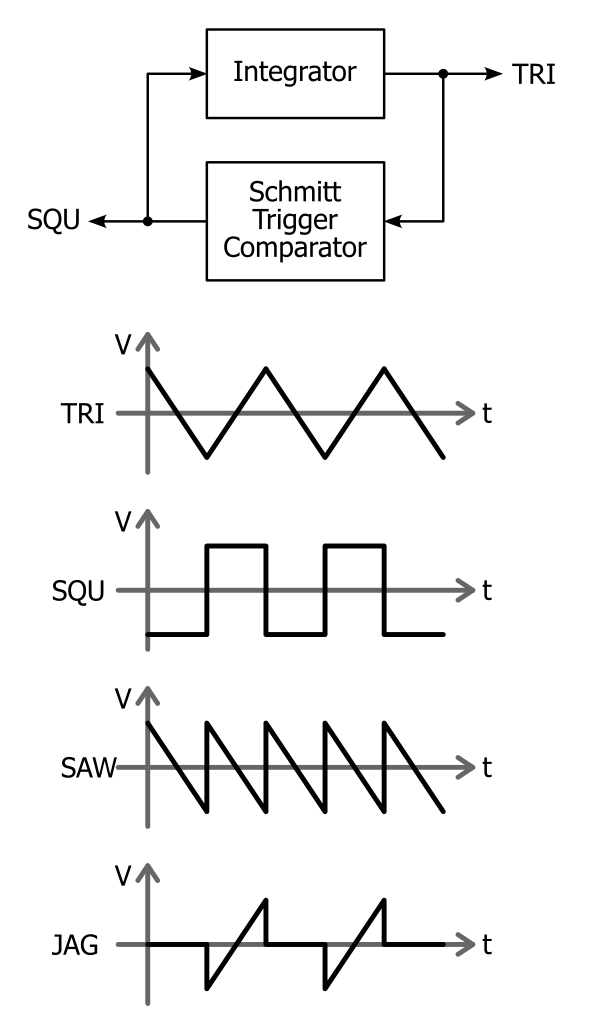 Integrator
TRI
Schmitt
Trigger
Comparator
SQU
V
TRI
t
V
SQU
t
V
SAW
t
V
JAG
t